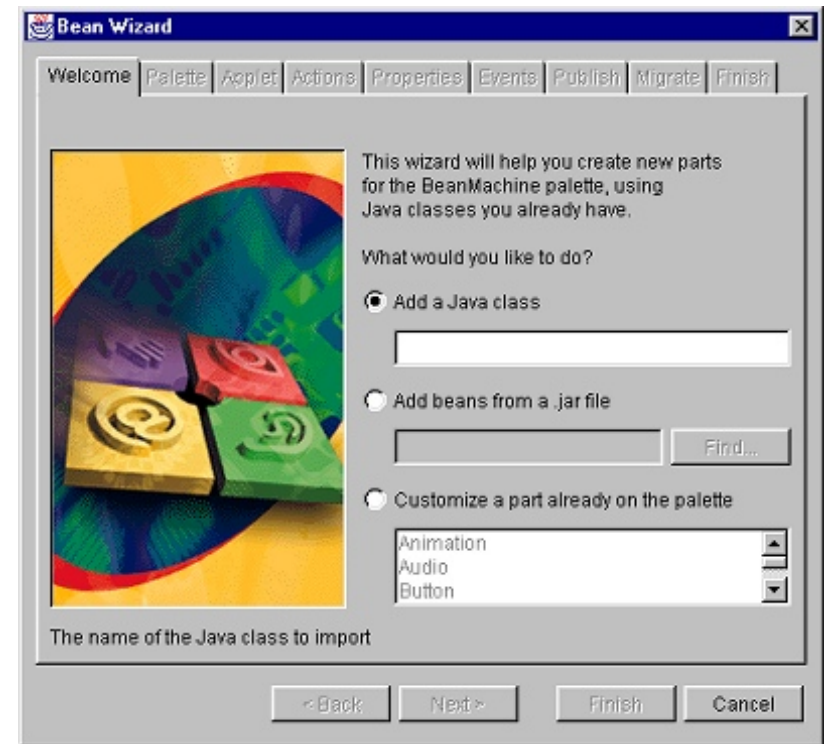 Bean Wizard
Welcome Palette Applet Actions Properties Events Publish Migrate Finish
This wizard will help you create new parts
for the BeanMachine palette, using
Java classes you already have.
What would you like to do?
Add a Java class
Add beans from a .jar file
Find...
Customize a part already on the palette
Animation
Audio
Button
The name of the Java class to import
< Back Next > Finish Cancel